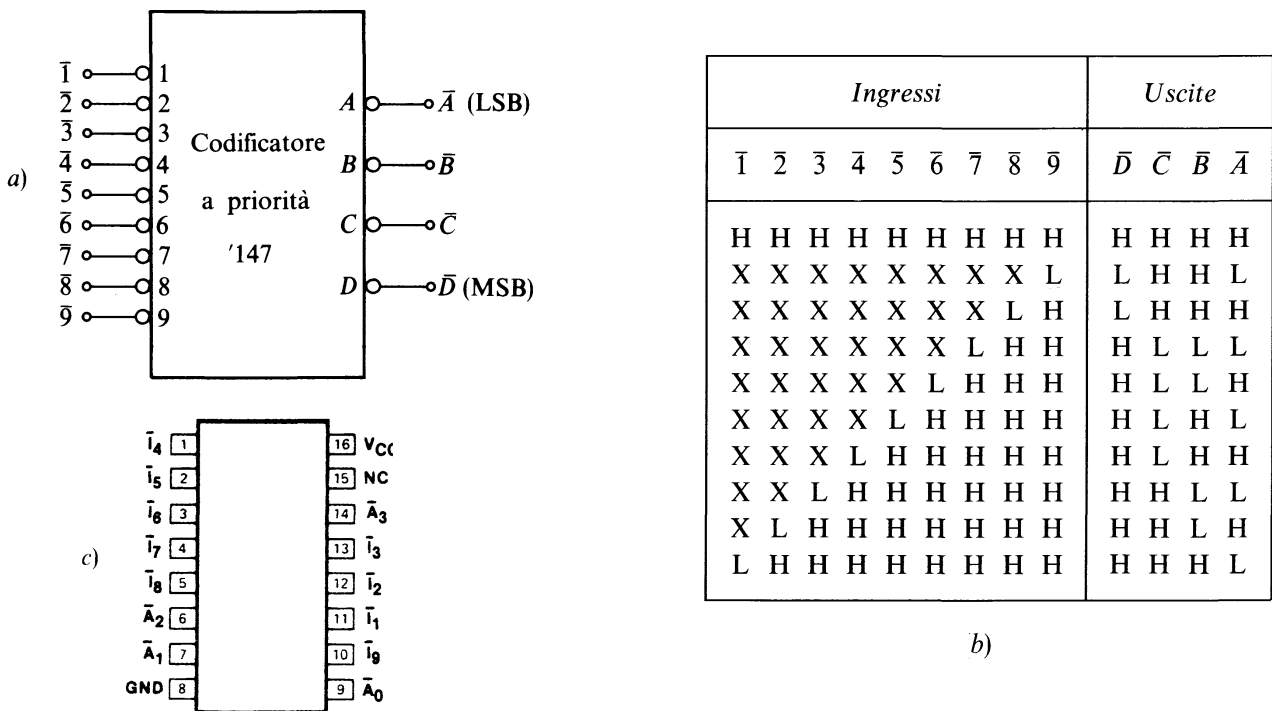 a)
1̄ 1
2̄ 2 A Ā (LSB)
3̄ 3
Codificatore
4̄ 4 B B̄
5̄ 5
a priorità
6̄ 6 C C̄
7̄ 7
'147
8̄ 8 D D̄ (MSB)
9̄ 9
c)
Ī4 1 16 VCC
Ī5 2 15 NC
Ī6 3 14 Ā3
Ī7 4 13 Ī3
Ī8 5 12 Ī2
Ā2 6 11 Ī1
Ā1 7 10 Ī9
GND 8 9 Ā0
Ingressi Uscite
1̄ 2̄ 3̄ 4̄ 5̄ 6̄ 7̄ 8̄ 9̄ D̄ C̄ B̄ Ā
H H H H H H H H H H H H H
X X X X X X X X L L H H L
X X X X X X X L H L H H H
X X X X X X L H H H L L L
X X X X X L H H H H L L H
X X X X L H H H H H L H L
X X X L H H H H H H L H H
X X L H H H H H H H H L L
X L H H H H H H H H H L H
L H H H H H H H H H H H L
b)